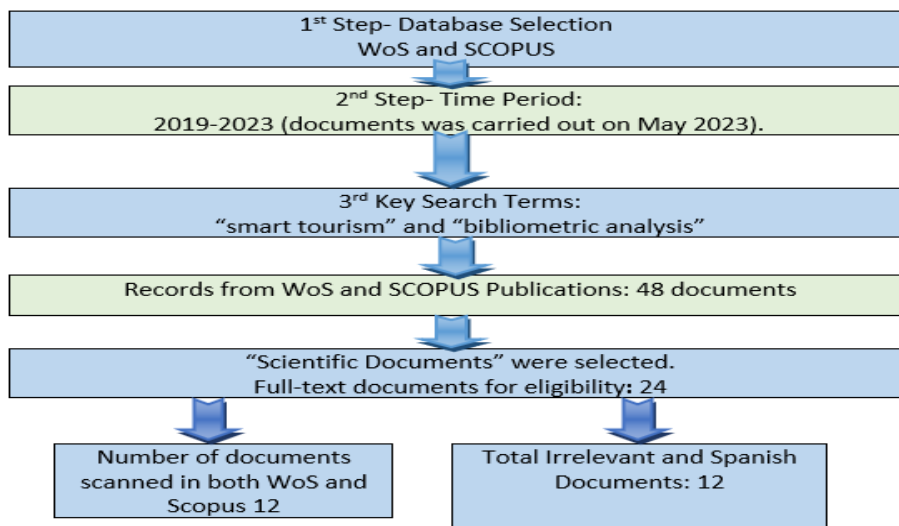 1st Step- Database Selection
WoS and SCOPUS
2nd Step- Time Period:
2019-2023 (documents was carried out on May 2023).
3rd Key Search Terms:
“smart tourism” and “bibliometric analysis”
Records from WoS and SCOPUS Publications: 48 documents
“Scientific Documents” were selected.
Full-text documents for eligibility: 24
Number of documents
scanned in both WoS and
Scopus 12
Total Irrelevant and Spanish
Documents: 12